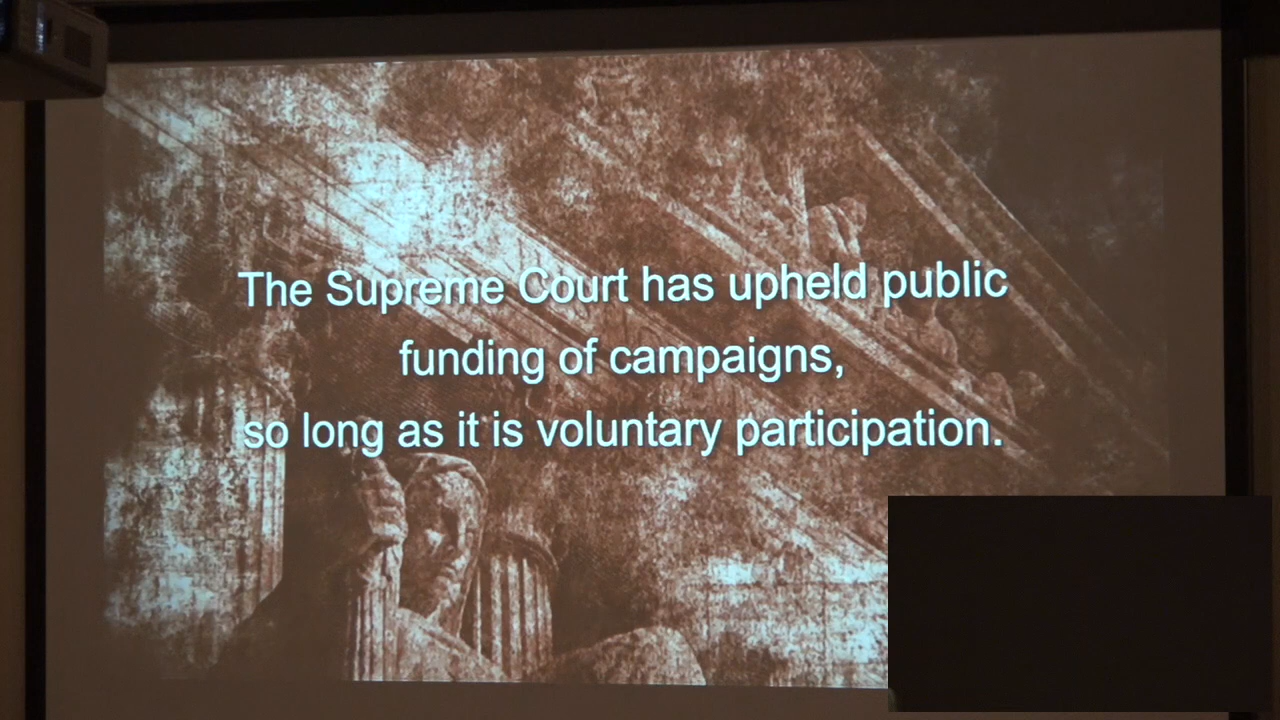 The Supreme Court has upheld public
funding of campaigns,
so long as it is voluntary participation.